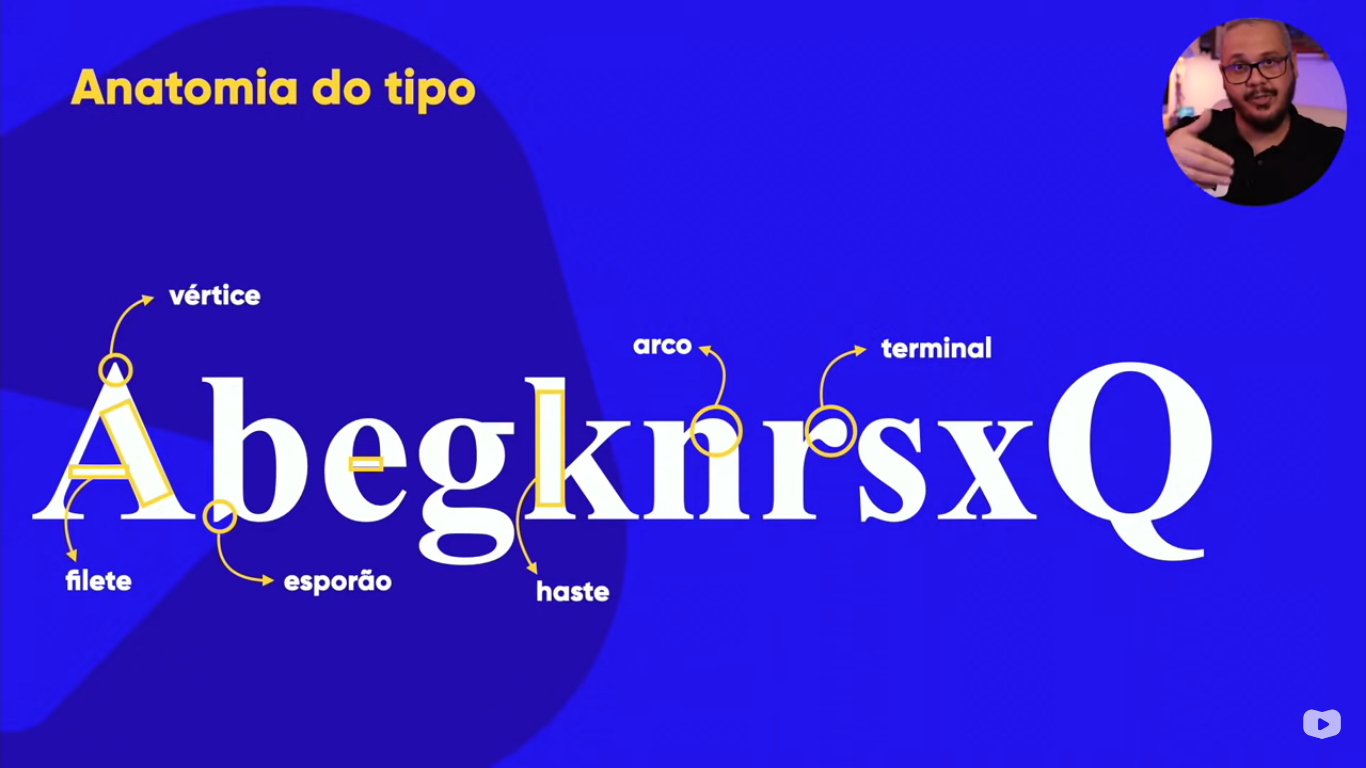 Anatomia do tipo
vértice
arco
terminal
AbegknrsxQ
filete
esporão
haste